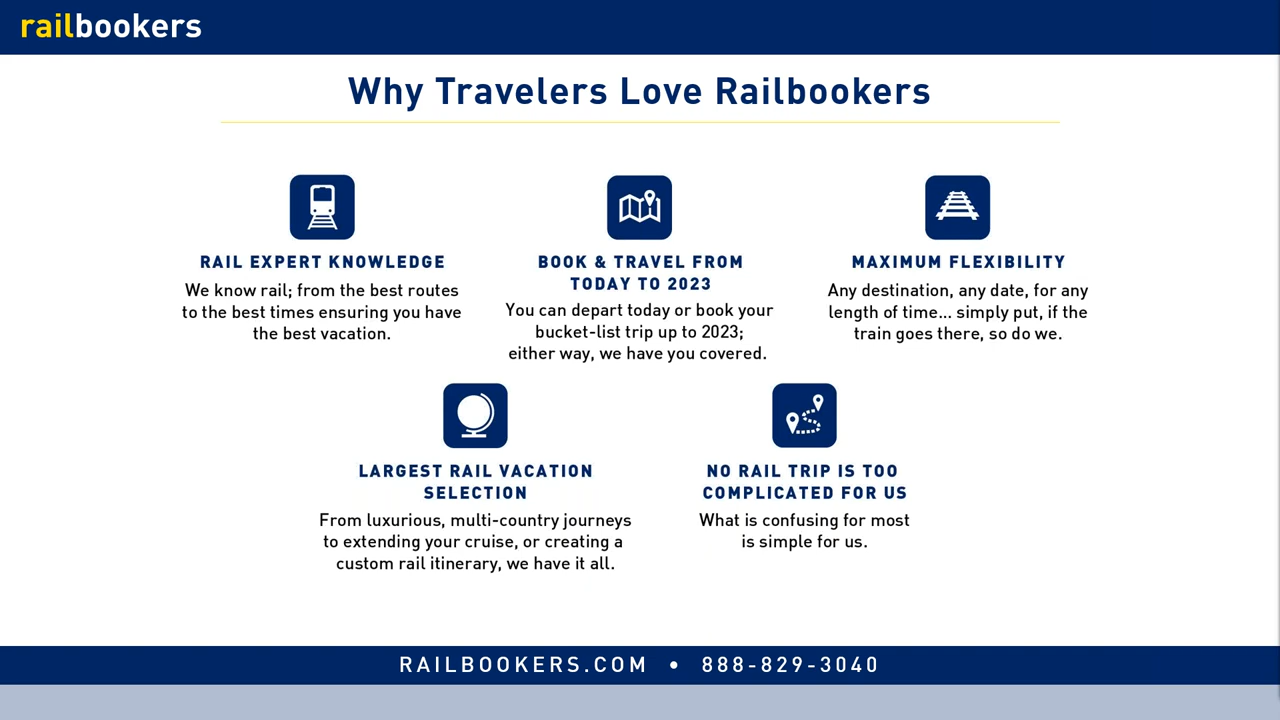 railbookers
Why Travelers Love Railbookers
RAIL EXPERT KNOWLEDGE
We know rail; from the best routes
to the best times ensuring you have
the best vacation.
BOOK & TRAVEL FROM
TODAY TO 2023
You can depart today or book your
bucket-list trip up to 2023;
either way, we have you covered.
MAXIMUM FLEXIBILITY
Any destination, any date, for any
length of time... simply put, if the
train goes there, so do we.
LARGEST RAIL VACATION
SELECTION
From luxurious, multi-country journeys
to extending your cruise, or creating a
custom rail itinerary, we have it all.
NO RAIL TRIP IS TOO
COMPLICATED FOR US
What is confusing for most
is simple for us.
RAILBOOKERS.COM • 888-829-3040